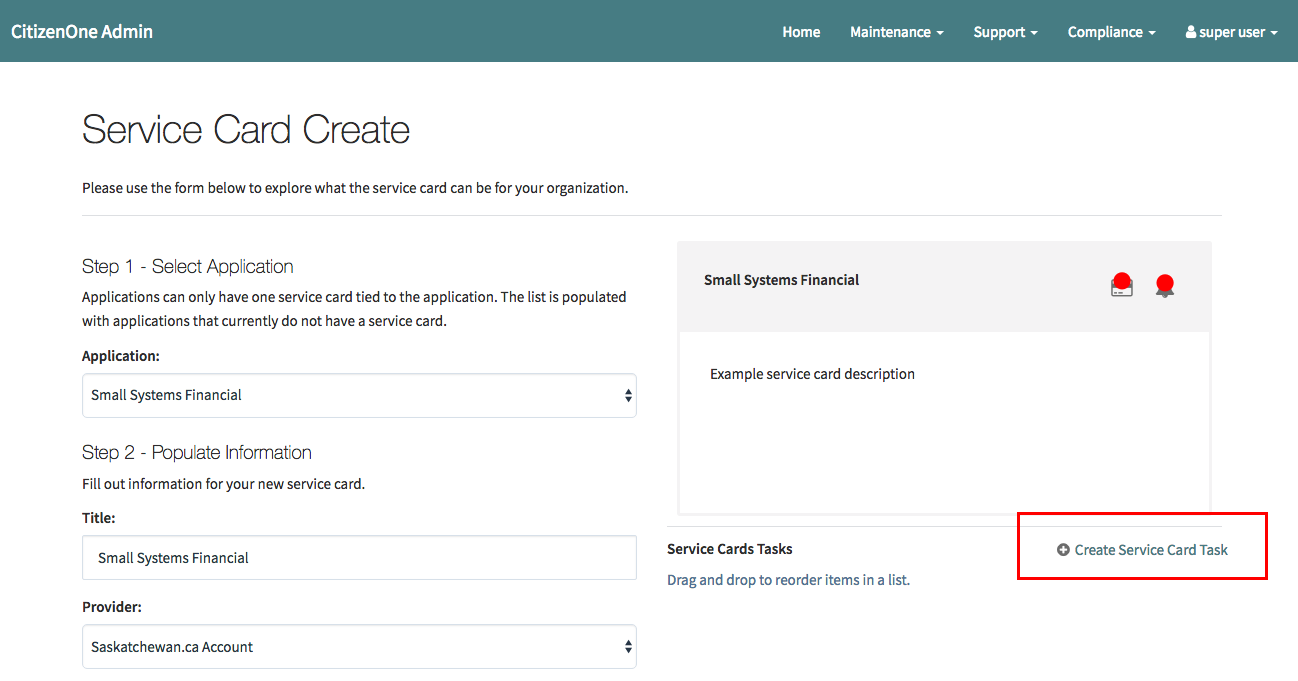 CitizenOne Admin
Home
Maintenance
Support
Compliance
super user
Service Card Create
Please use the form below to explore what the service card can be for your organization.
Step 1 - Select Application
Applications can only have one service card tied to the application. The list is populated
with applications that currently do not have a service card.
Application:
Small Systems Financial
Step 2 - Populate Information
Fill out information for your new service card.
Title:
Small Systems Financial
Provider:
Saskatchewan.ca Account
Small Systems Financial
Example service card description
Service Cards Tasks
Create Service Card Task
Drag and drop to reorder items in a list.